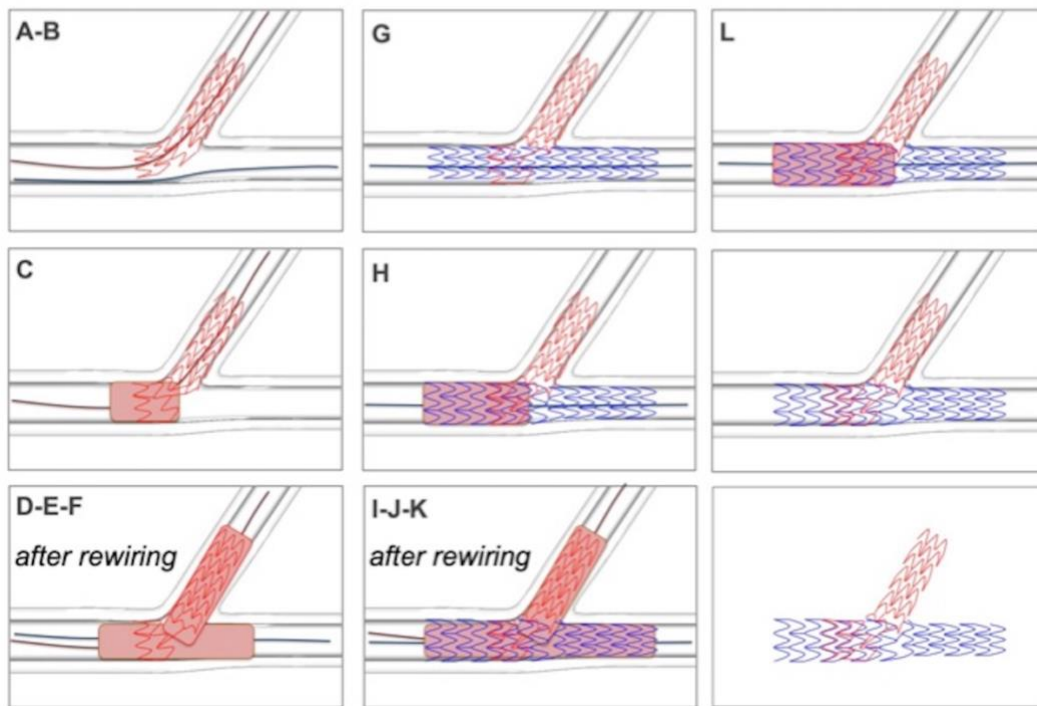 A-B
G
L
C
H
D-E-F
after rewiring
I-J-K
after rewiring